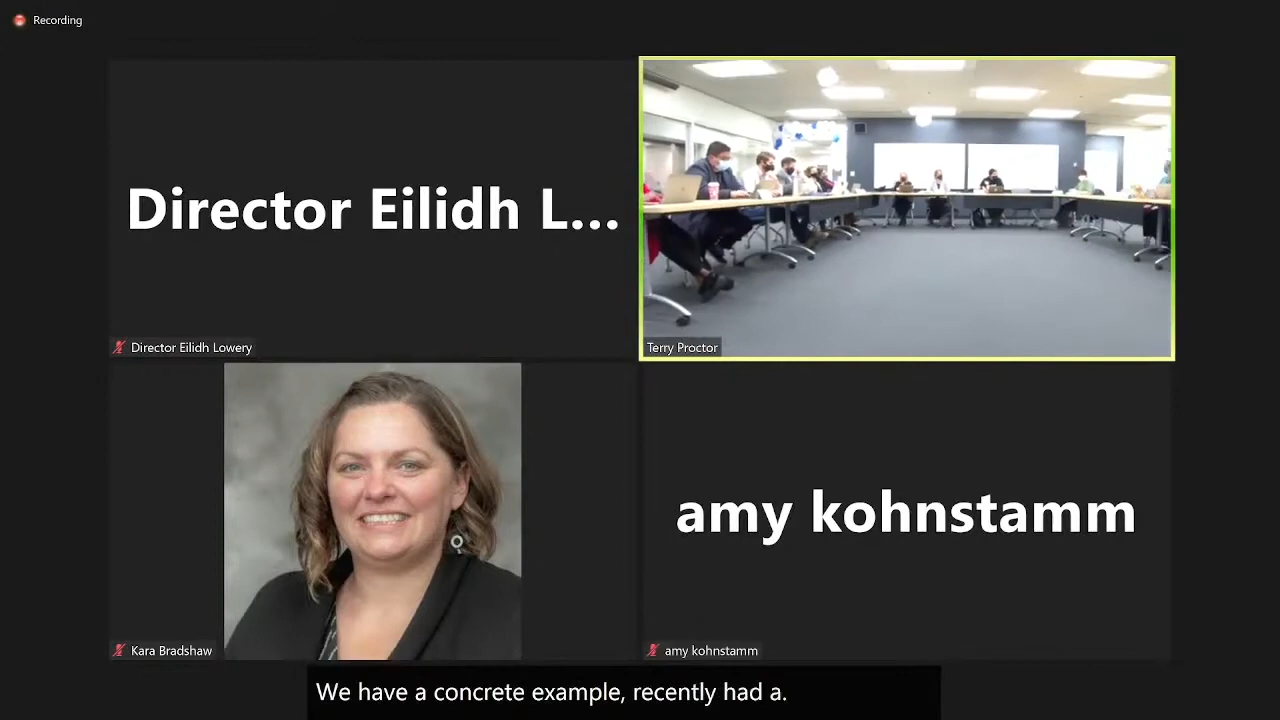 Recording
Director Eilidh L...
Director Eilidh Lowery
Terry Proctor
Kara Bradshaw
amy kohnstamm
amy kohnstamm
We have a concrete example, recently had a.